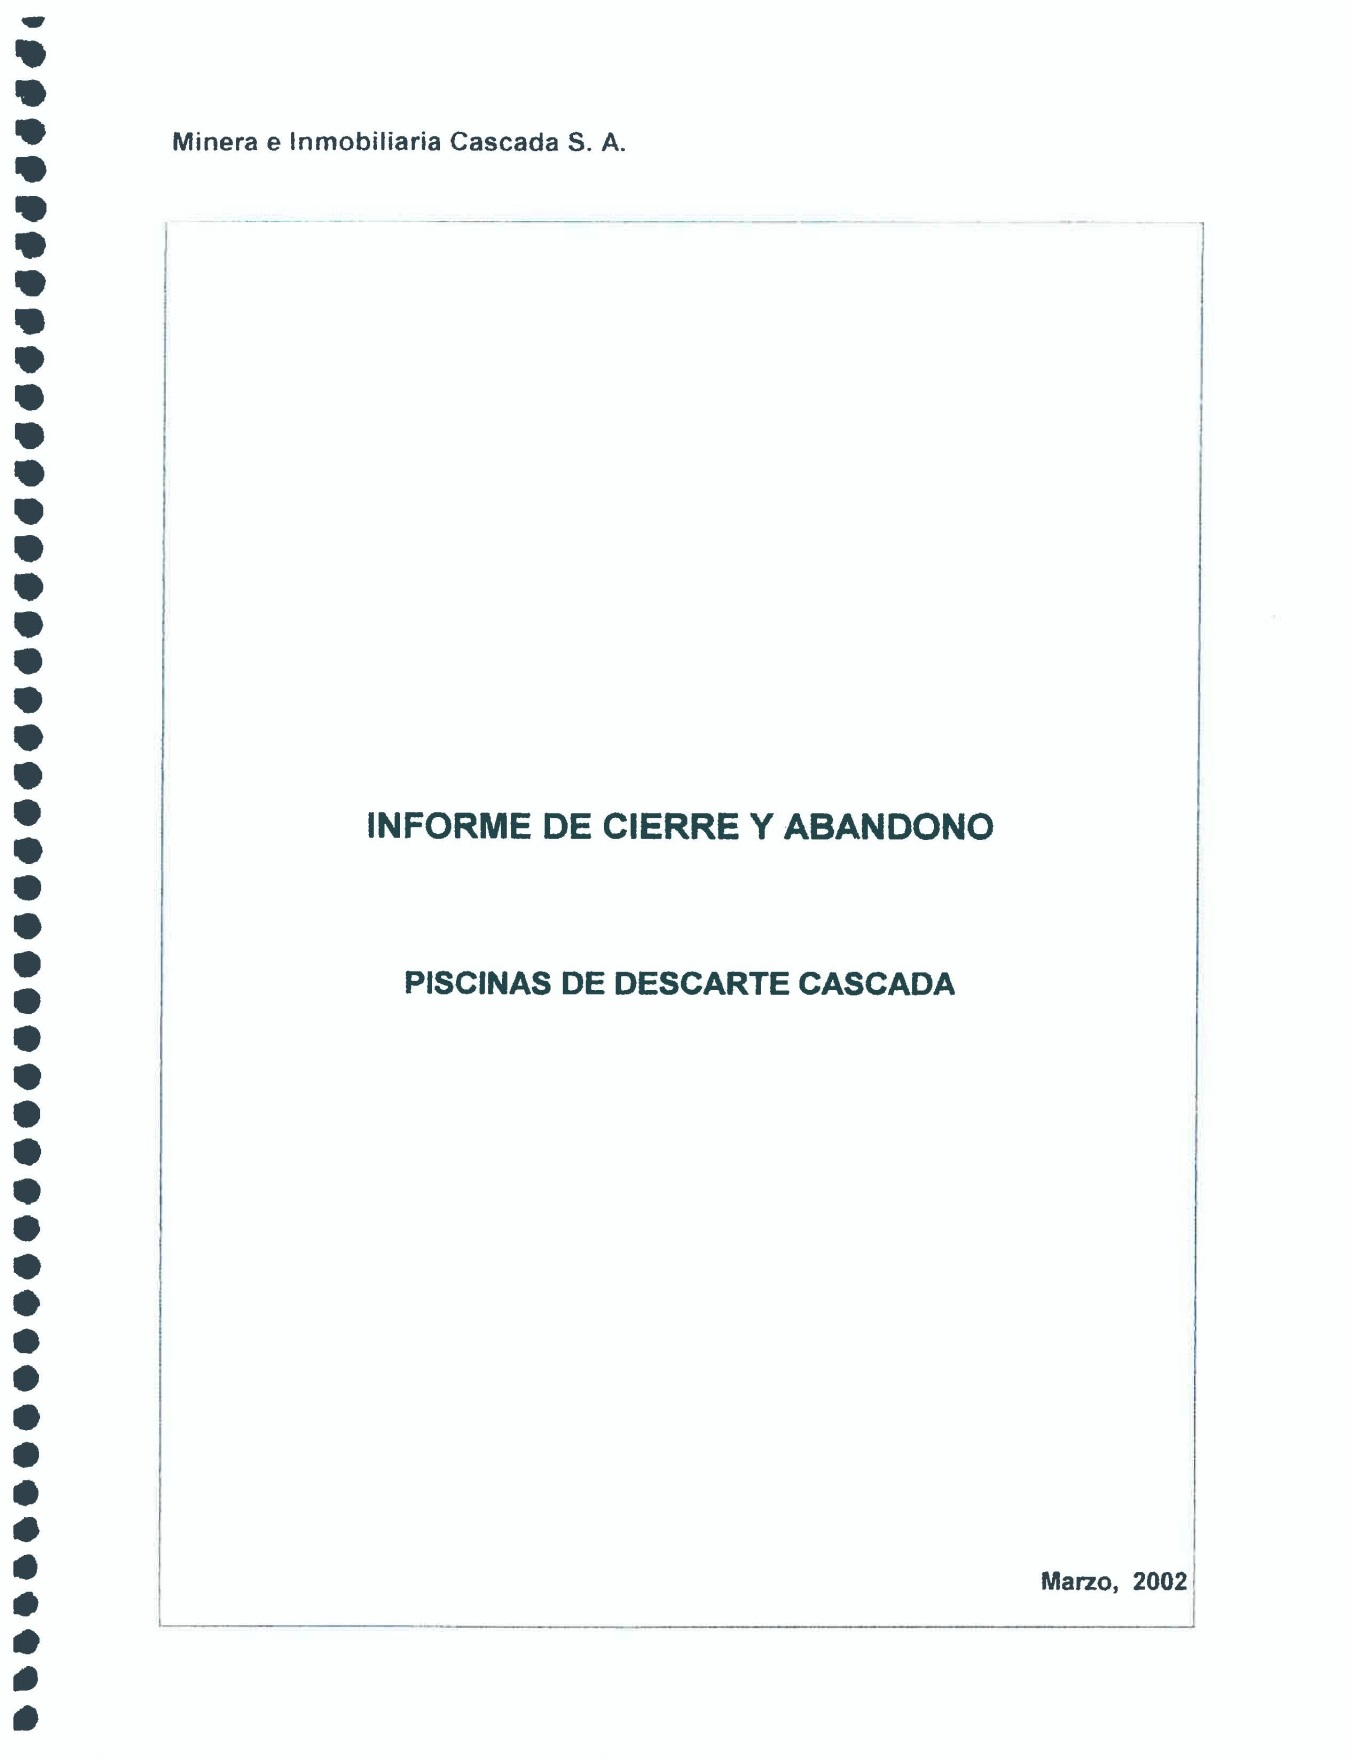 Minera e Inmobiliaria Cascada S. A.
INFORME DE CIERRE Y ABANDONO
PISCINAS DE DESCARTE CASCADA
Marzo, 2002